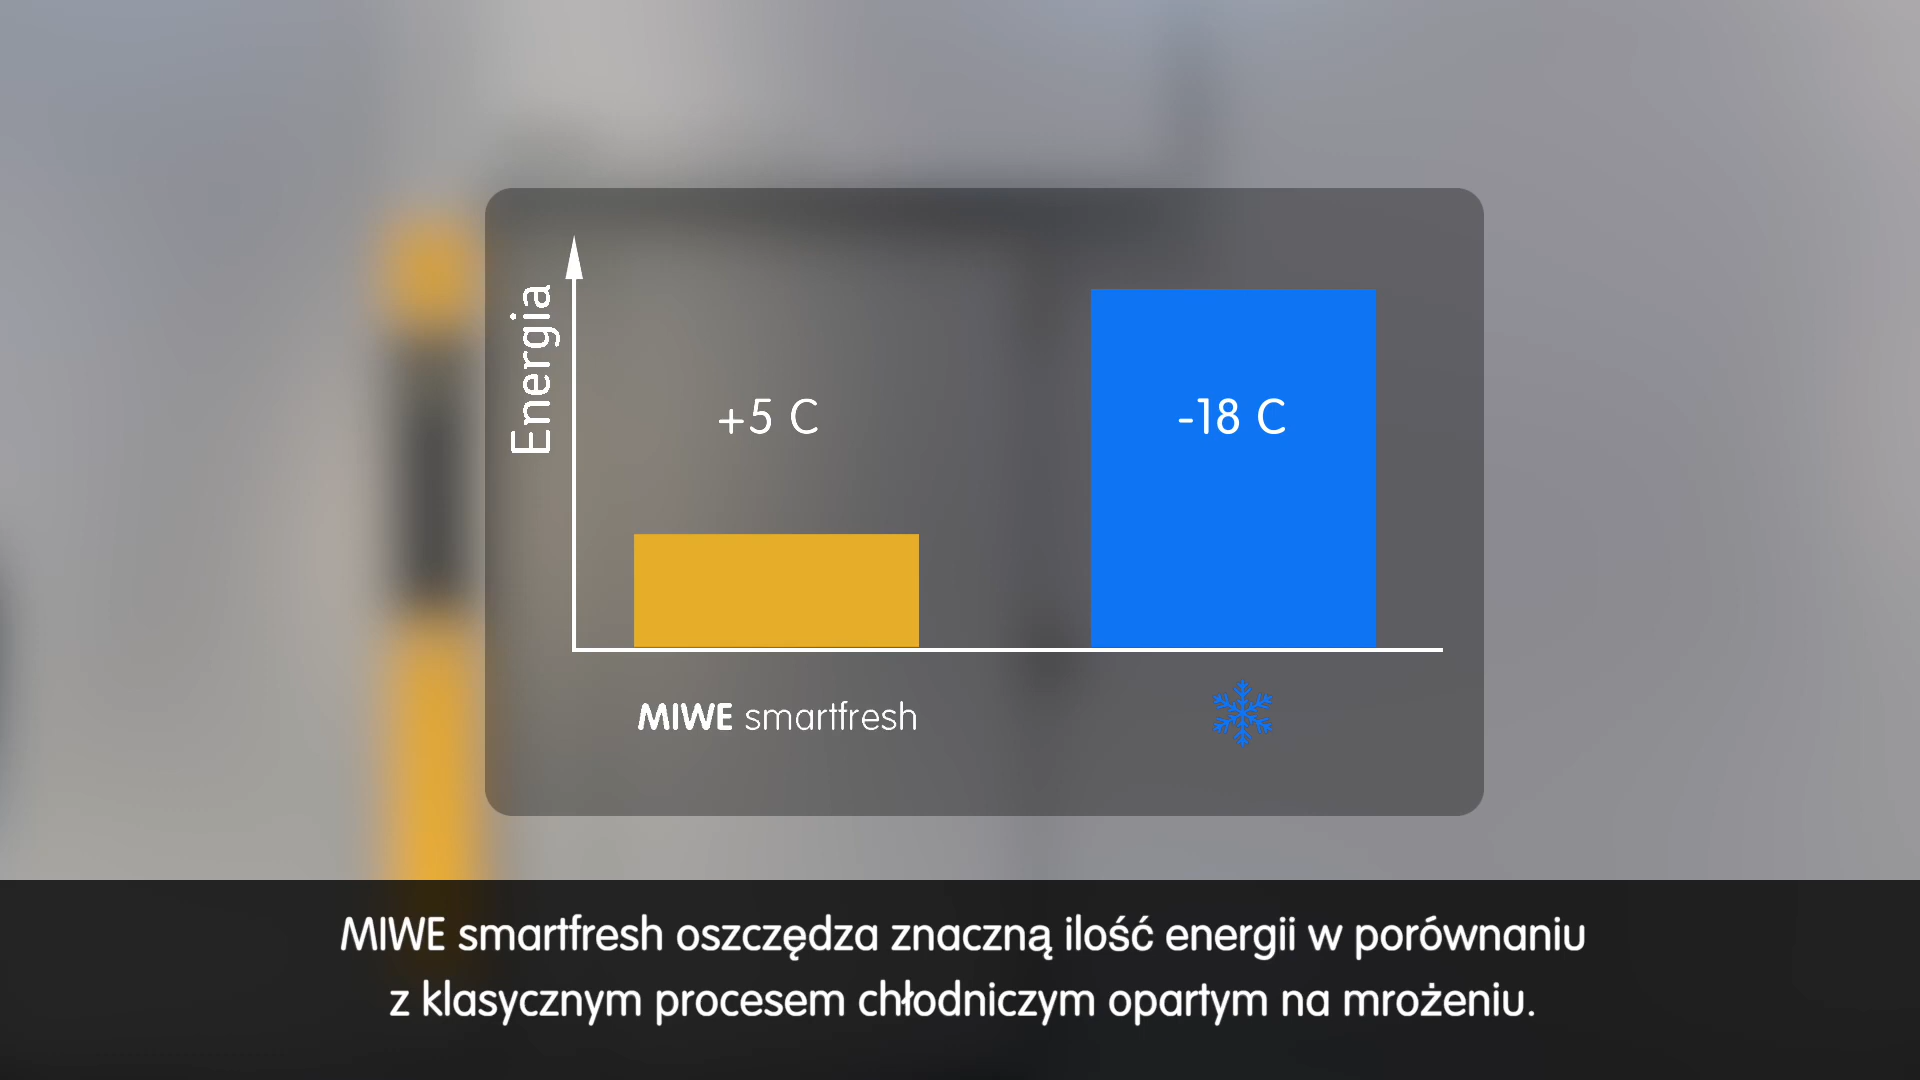 Energia
+5 C
-18 C
MIWE smartfresh
MIWE smartfresh oszczędza znaczną ilość energii w porównaniu
z klasycznym procesem chłodniczym opartym na mrożeniu.